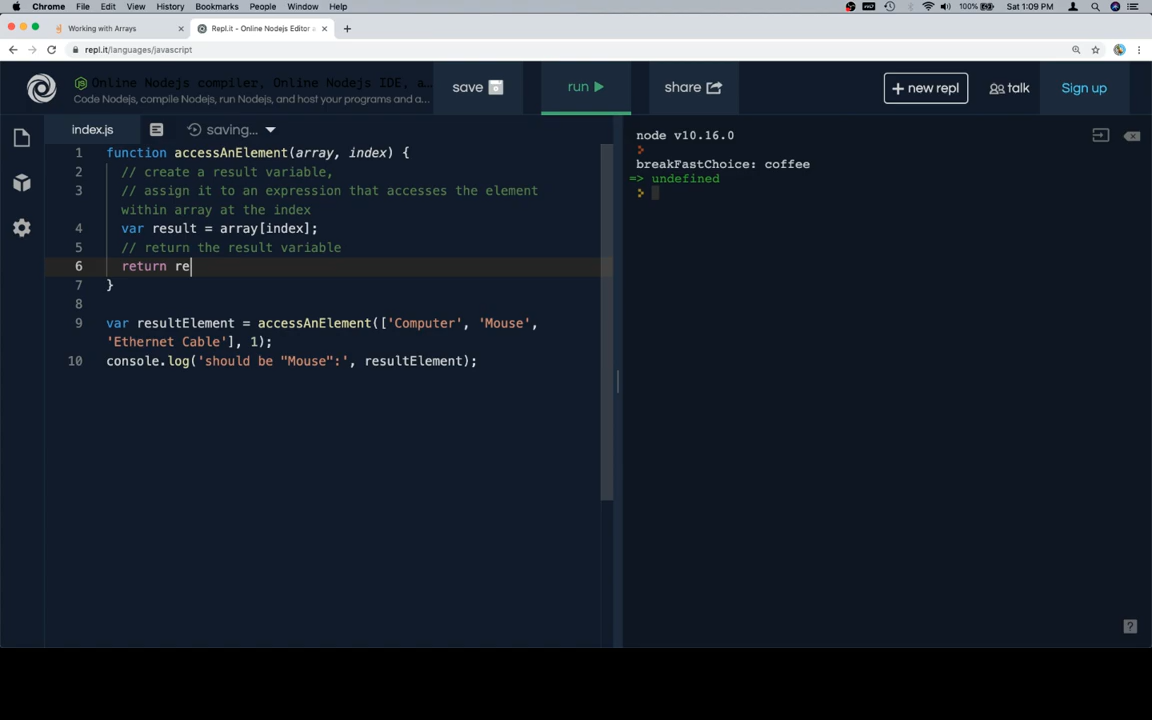 Chrome File Edit View History Bookmarks People Window Help 100% Sat 1:09 PM
Working with Arrays × Repl.it - Online Nodejs Editor a × +
repl.it/languages/javascript
Online Nodejs compiler, Online Nodejs IDE, a...
Code Nodejs, compile Nodejs, run Nodejs, and host your programs and a...
save run share + new repl talk Sign up
index.js saving...
1 function accessAnElement(array, index) {
2 // create a result variable,
3 // assign it to an expression that accesses the element
within array at the index
4 var result = array[index];
5 // return the result variable
6 return re
7 }
8
9 var resultElement = accessAnElement(['Computer', 'Mouse',
'Ethernet Cable'], 1);
10 console.log('should be "Mouse":', resultElement);
node v10.16.0
breakFastChoice: coffee
=> undefined
?